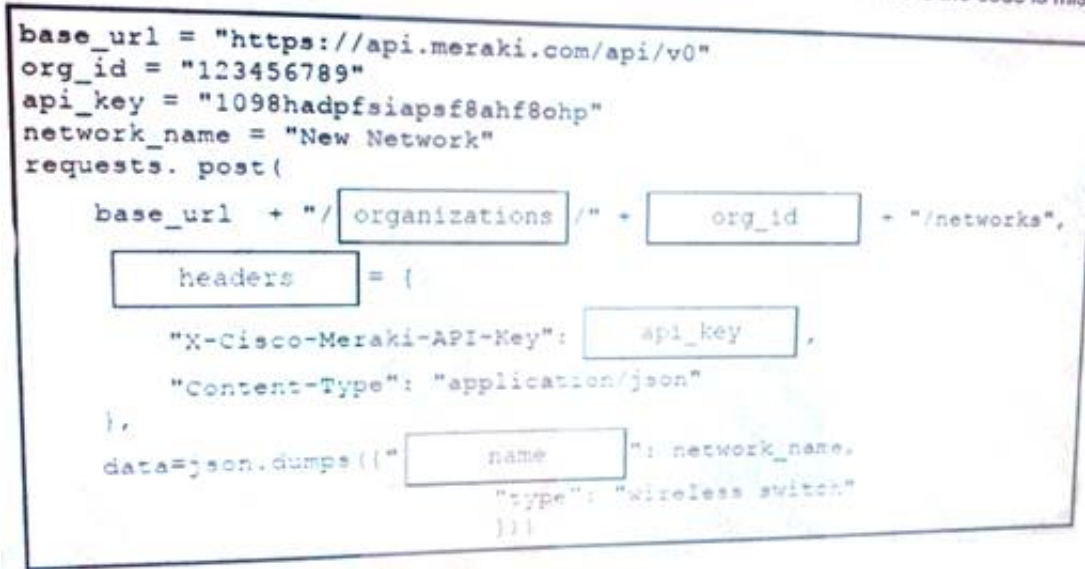 base_url = "https://api.meraki.com/api/v0"
org_id = "123456789"
api_key = "1098hadpfsiapsf8ahf8ohp"
network_name = "New Network"
requests. post(
base_url + "/ organizations /" + org_id + "/networks",
headers = {
"X-Cisco-Meraki-API-Key": api_key ,
"Content-Type": "application/json"
},
data=json.dumps({" name ": network_name,
"type": "wireless switch"
}))